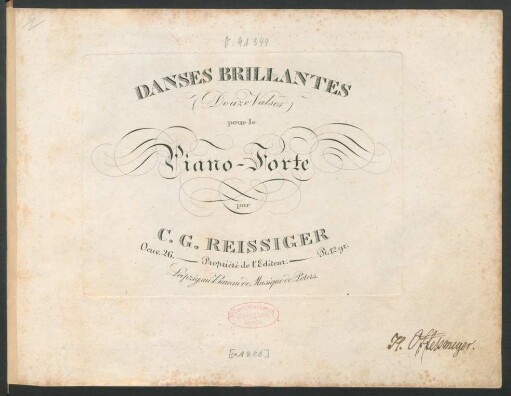 DANSES BRILLANTES
(Douze Valses)
pour le
Piano-Forte
par
C. G. REISSIGER
Oeuv. 26. Propriété de l'Editeur. Pr. 12 gr.
Leipzig, au Bureau de Musique de Peters.